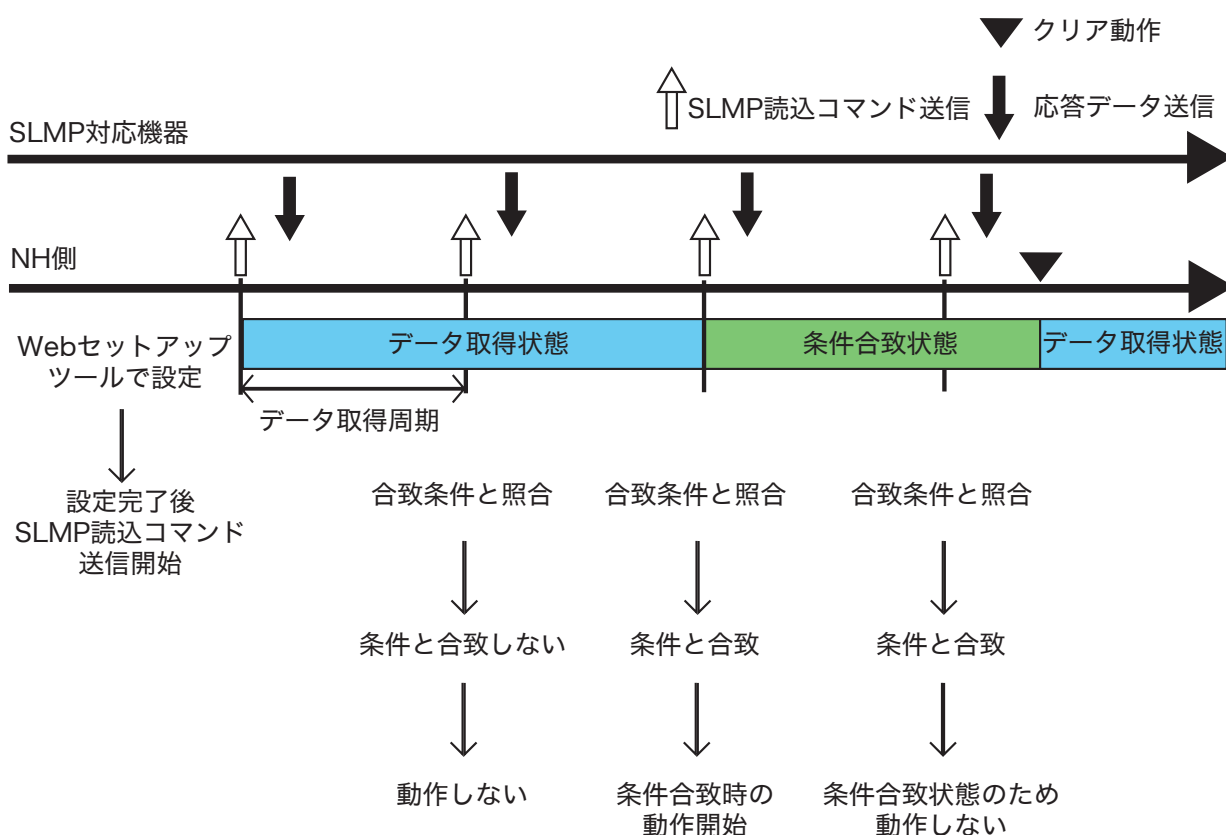 クリア動作
SLMP読込コマンド送信
応答データ送信
SLMP対応機器
NH側
Webセットアップ
ツールで設定
データ取得状態
条件合致状態
データ取得状態
データ取得周期
設定完了後
SLMP読込コマンド
送信開始
合致条件と照合
合致条件と照合
合致条件と照合
条件と合致しない
条件と合致
条件と合致
動作しない
条件合致時の
動作開始
条件合致状態のため
動作しない